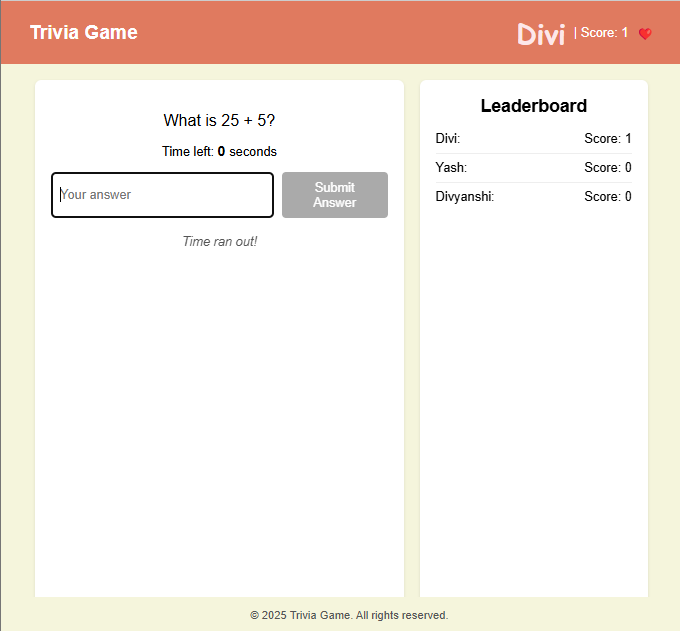 Trivia Game
Divi | Score: 1
What is 25 + 5?
Time left: 0 seconds
Your answer
Submit
Answer
Time ran out!
Leaderboard
Divi: Score: 1
Yash: Score: 0
Divyanshi: Score: 0
© 2025 Trivia Game. All rights reserved.